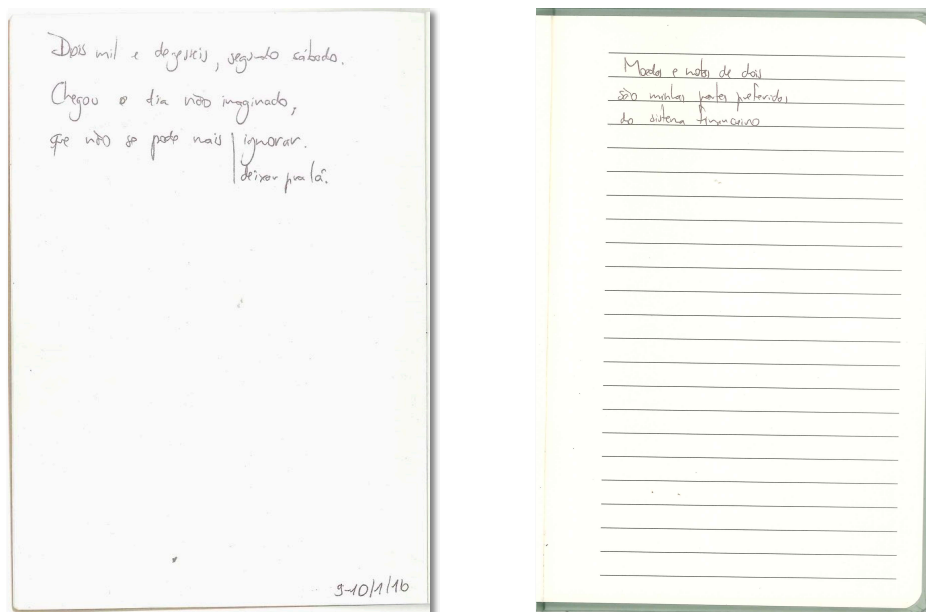 Dois mil e dezesseis, segundo sábado.
Chegou o dia não imaginado,
que não se pode mais ignorar.
deixar pra lá.
9-10/1/16
Moedas e notas de dois
são minhas partes preferidas
do sistema financeiro